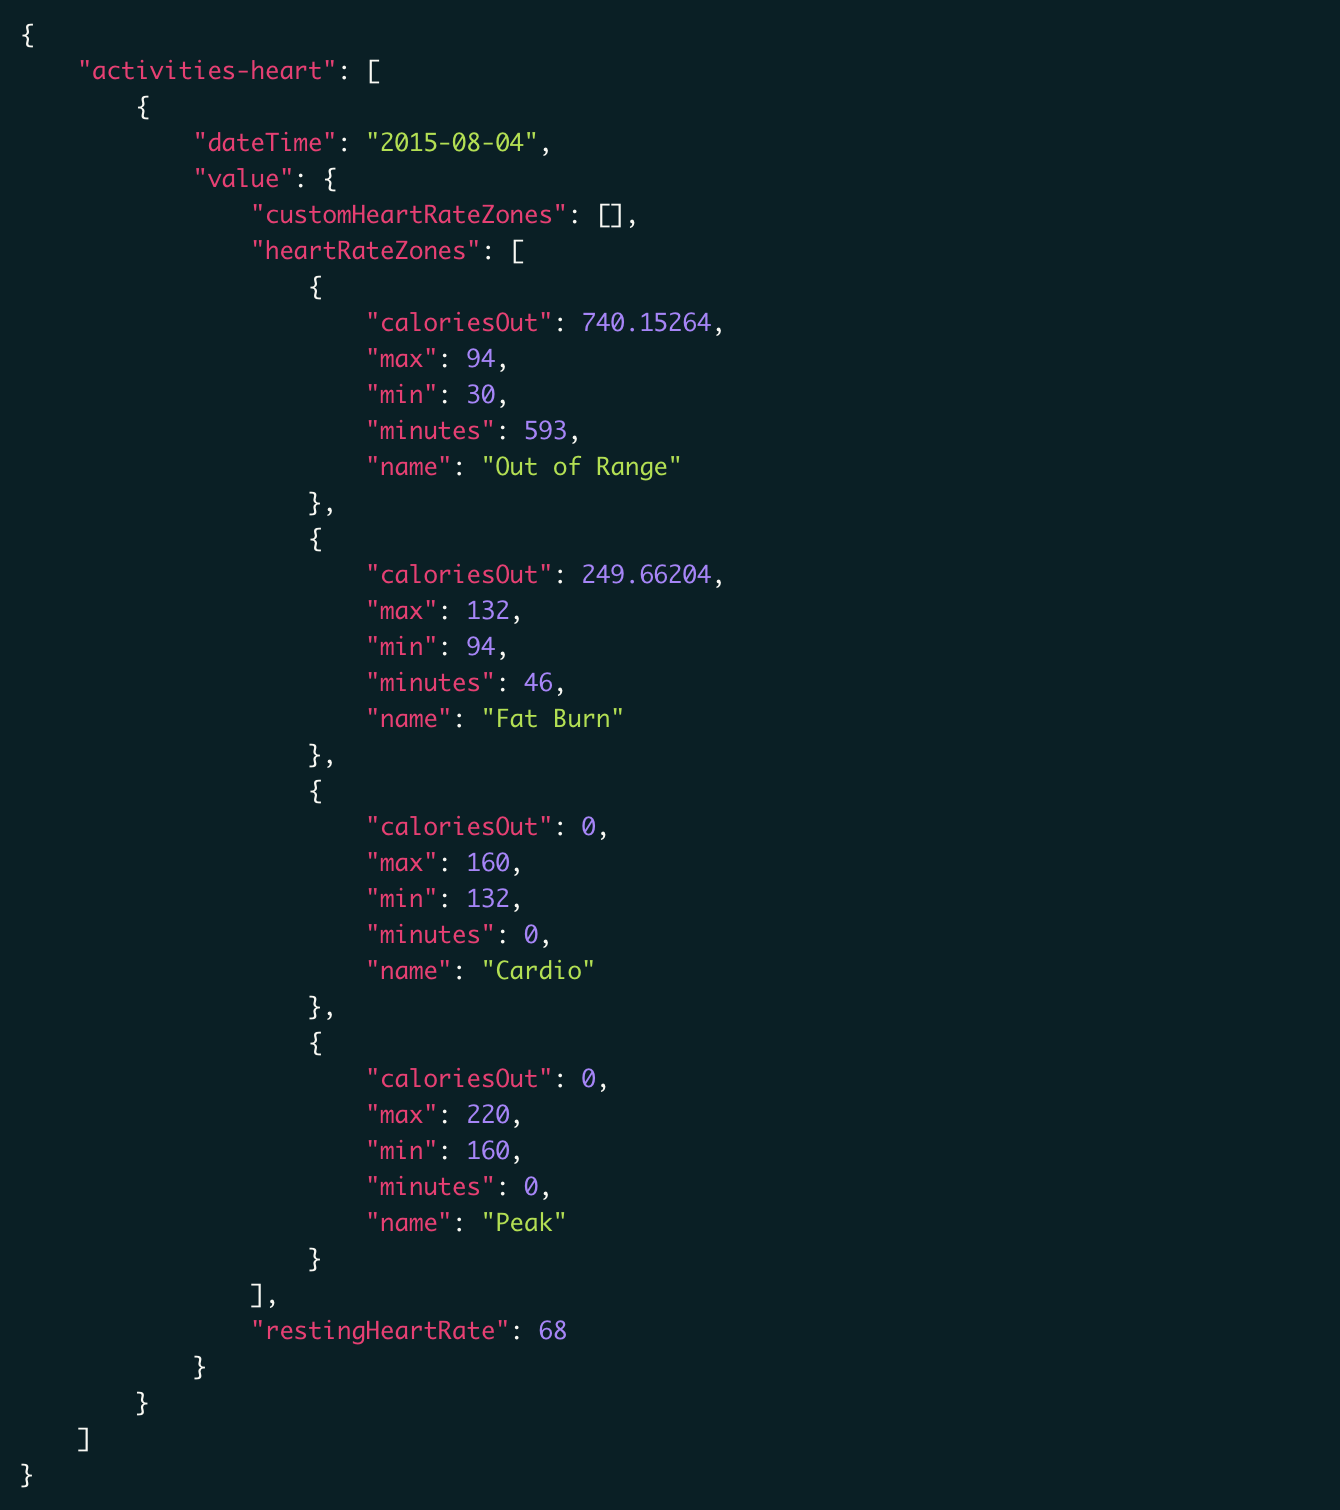 {
    "activities-heart": [
        {
            "dateTime": "2015-08-04",
            "value": {
                "customHeartRateZones": [],
                "heartRateZones": [
                    {
                        "caloriesOut": 740.15264,
                        "max": 94,
                        "min": 30,
                        "minutes": 593,
                        "name": "Out of Range"
                    },
                    {
                        "caloriesOut": 249.66204,
                        "max": 132,
                        "min": 94,
                        "minutes": 46,
                        "name": "Fat Burn"
                    },
                    {
                        "caloriesOut": 0,
                        "max": 160,
                        "min": 132,
                        "minutes": 0,
                        "name": "Cardio"
                    },
                    {
                        "caloriesOut": 0,
                        "max": 220,
                        "min": 160,
                        "minutes": 0,
                        "name": "Peak"
                    }
                ],
                "restingHeartRate": 68
            }
        }
    ]
}